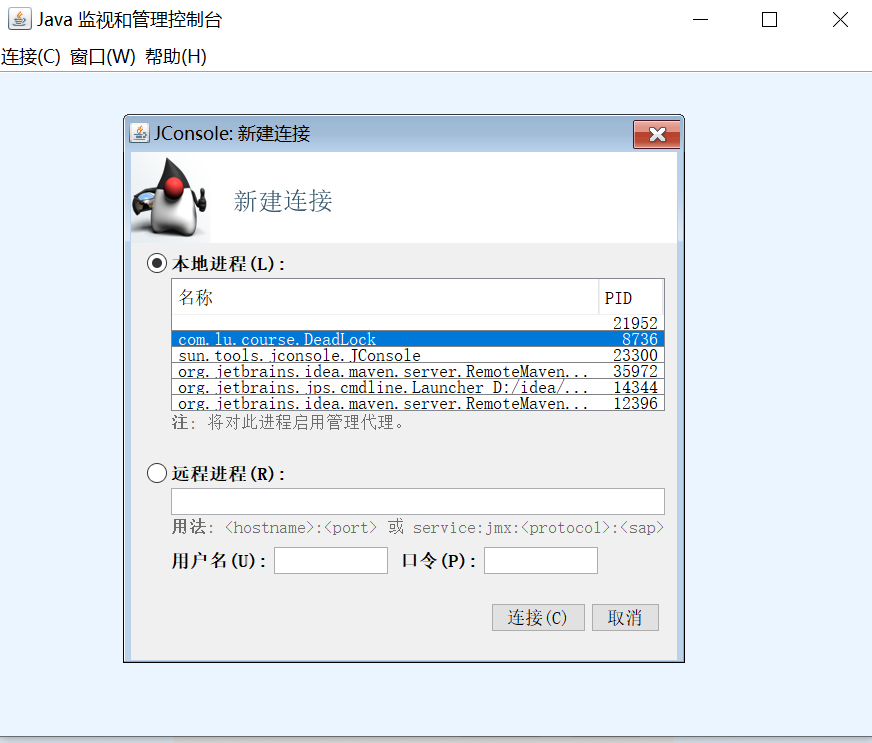 Java 监视和管理控制台
连接(C) 窗口(W) 帮助(H)
JConsole: 新建连接
新建连接
本地进程(L):
名称 PID
21952
com.lu.course.DeadLock 8736
sun.tools.jconsole.JConsole 23300
org.jetbrains.idea.maven.server.RemoteMaven... 35972
org.jetbrains.jps.cmdline.Launcher D:/idea/... 14344
org.jetbrains.idea.maven.server.RemoteMaven... 12396
注: 将对此进程启用管理代理。
远程进程(R):
用法: <hostname>:<port> 或 service:jmx:<protocol>:<sap>
用户名(U): 口令(P):
连接(C) 取消